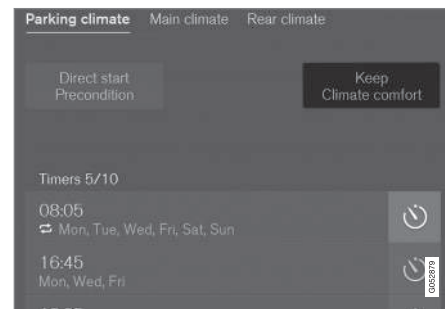 Parking climate Main climate Rear climate
Direct start
Precondition
Keep
Climate comfort
Timers 5/10
08:05
Mon, Tue, Wed, Fri, Sat, Sun
16:45
Mon, Wed, Fri
G052879